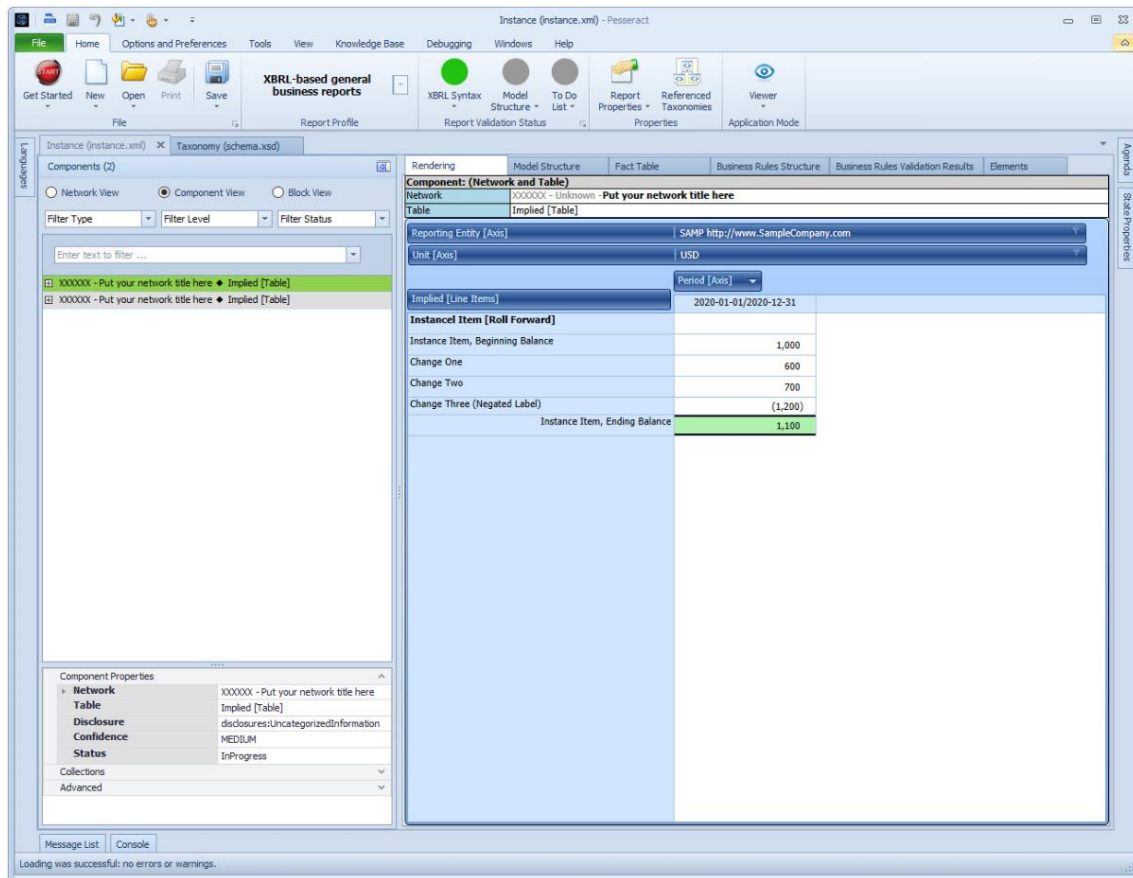 Instance (instance.xml) - Pesseract
File Home Options and Preferences Tools View Knowledge Base Debugging Windows Help
START
Get Started New Open Print Save
XBRL-based general
business reports
XBRL Syntax Model Structure To Do List
Report Properties Referenced Taxonomies Viewer
File Report Profile Report Validation Status Properties Application Mode
Languages
Instance (instance.xml) Taxonomy (schema.xsd)
Components (2)
Network View Component View Block View
Filter Type Filter Level Filter Status
Enter text to filter ...
XXXXXX - Put your network title here ◆ Implied [Table]
XXXXXX - Put your network title here ◆ Implied [Table]
Component Properties
Network XXXXXX - Put your network title here
Table Implied [Table]
Disclosure disclosures:UncategorizedInformation
Confidence MEDIUM
Status InProgress
Collections
Advanced
Rendering Model Structure Fact Table Business Rules Structure Business Rules Validation Results Elements
Component: (Network and Table)
Network XXXXXX - Unknown - Put your network title here
Table Implied [Table]
Reporting Entity [Axis] SAMP http://www.SampleCompany.com
Unit [Axis] USD
Period [Axis]
Implied [Line Items] 2020-01-01/2020-12-31
Instancel Item [Roll Forward]
Instance Item, Beginning Balance 1,000
Change One 600
Change Two 700
Change Three (Negated Label) (1,200)
Instance Item, Ending Balance 1,100
Agenda
State Properties
Message List Console
Loading was successful: no errors or warnings.